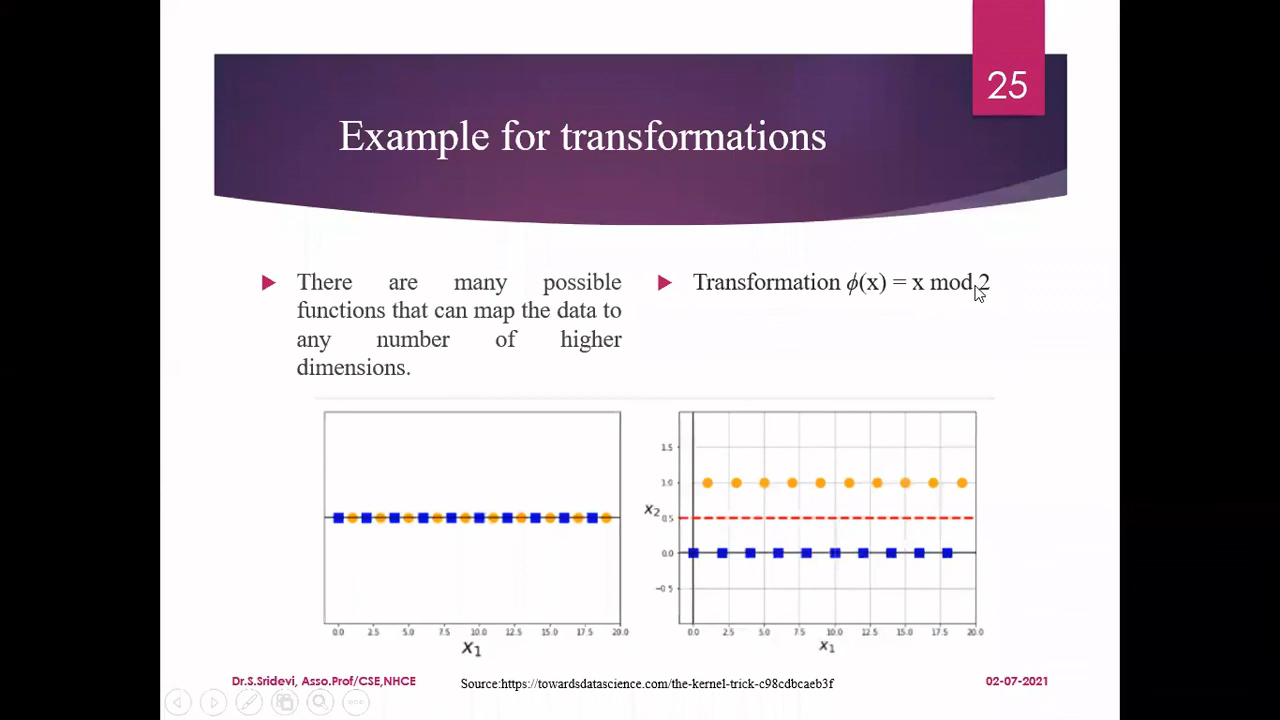 25
Example for transformations
There are many possible
functions that can map the data to
any number of higher
dimensions.
Transformation ϕ(x) = x mod 2
0.0 2.5 5.0 7.5 10.0 12.5 15.0 17.5 20.0
x₁
1.5
1.0
x₂
0.5
0.0
−0.5
0.0 2.5 5.0 7.5 10.0 12.5 15.0 17.5 20.0
x₁
Dr.S.Sridevi, Asso.Prof/CSE,NHCE
Source:https://towardsdatascience.com/the-kernel-trick-c98cdbcaeb3f
02-07-2021